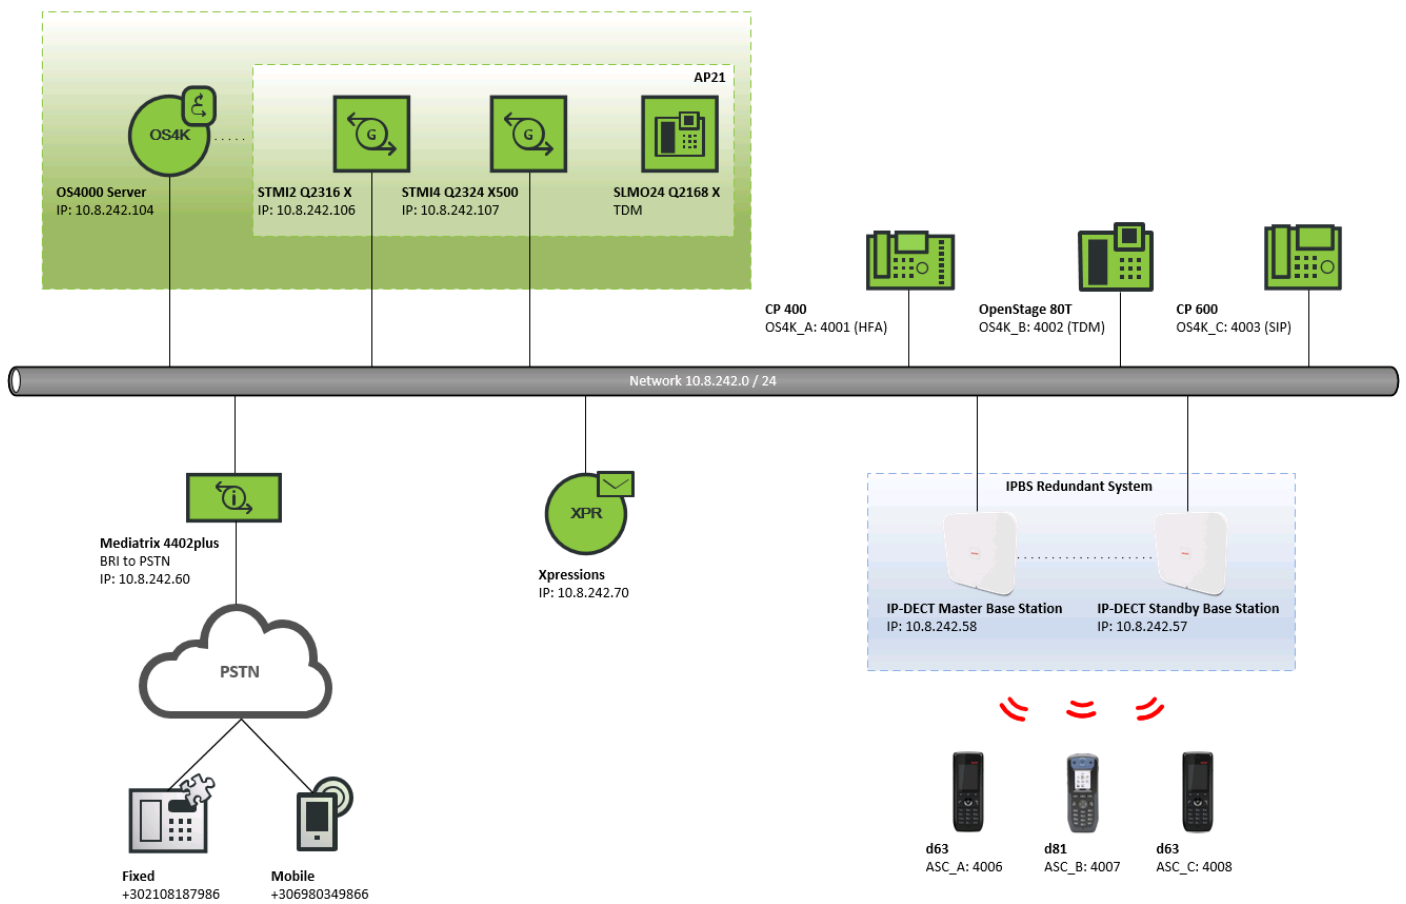 AP21
OS4K
G
G
OS4000 Server
IP: 10.8.242.104
STMI2 Q2316 X
IP: 10.8.242.106
STMI4 Q2324 X500
IP: 10.8.242.107
SLMO24 Q2168 X
TDM
CP 400
OS4K_A: 4001 (HFA)
OpenStage 80T
OS4K_B: 4002 (TDM)
CP 600
OS4K_C: 4003 (SIP)
Network 10.8.242.0 / 24
i
Mediatrix 4402plus
BRI to PSTN
IP: 10.8.242.60
XPR
Xpressions
IP: 10.8.242.70
IPBS Redundant System
IP-DECT Master Base Station
IP: 10.8.242.58
IP-DECT Standby Base Station
IP: 10.8.242.57
PSTN
Fixed
+302108187986
Mobile
+306980349866
d63
ASC_A: 4006
d81
ASC_B: 4007
d63
ASC_C: 4008